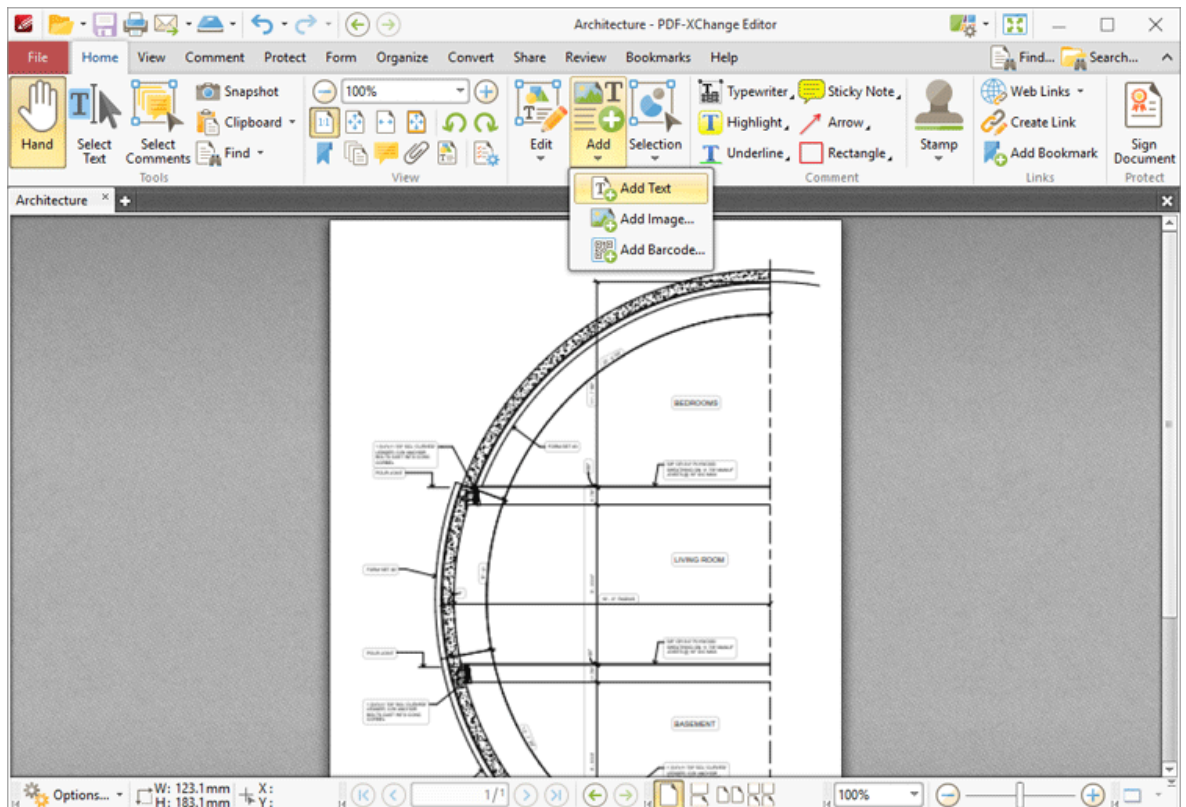 Architecture - PDF-XChange Editor
File Home View Comment Protect Form Organize Convert Share Review Bookmarks Help Find... Search...
Hand
Select Text
Select Comments
Snapshot
Clipboard
Find
Tools
100%
View
Edit
Add
Selection
Typewriter
Highlight
Underline
Sticky Note
Arrow
Rectangle
Stamp
Comment
Web Links
Create Link
Add Bookmark
Links
Sign Document
Protect
Add Text
Add Image...
Add Barcode...
Architecture
BEDROOMS
LIVING ROOM
BASEMENT
Options...
W: 123.1mm
H: 183.1mm
X:
Y:
1/1
100%